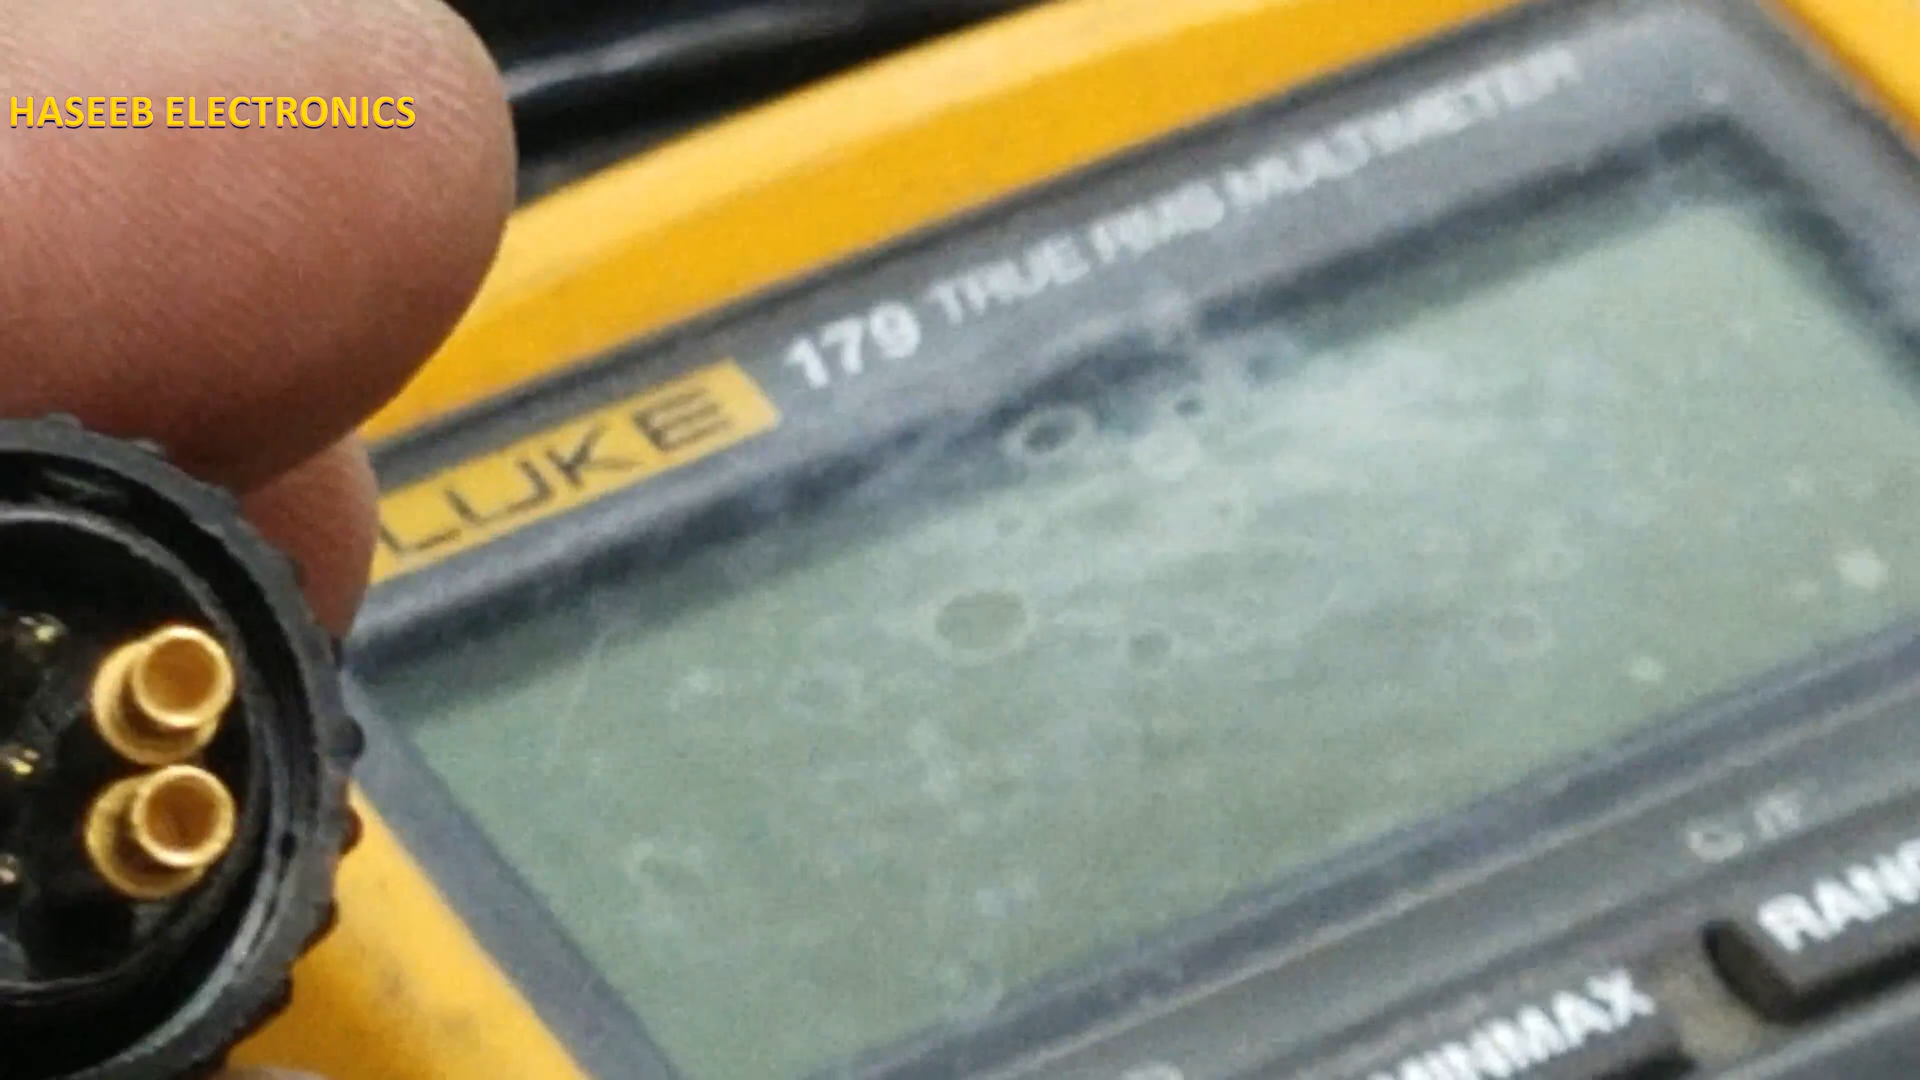 HASEEB ELECTRONICS
179 TRUE RMS MULTIMETER
LUKE
RANG
MINMAX